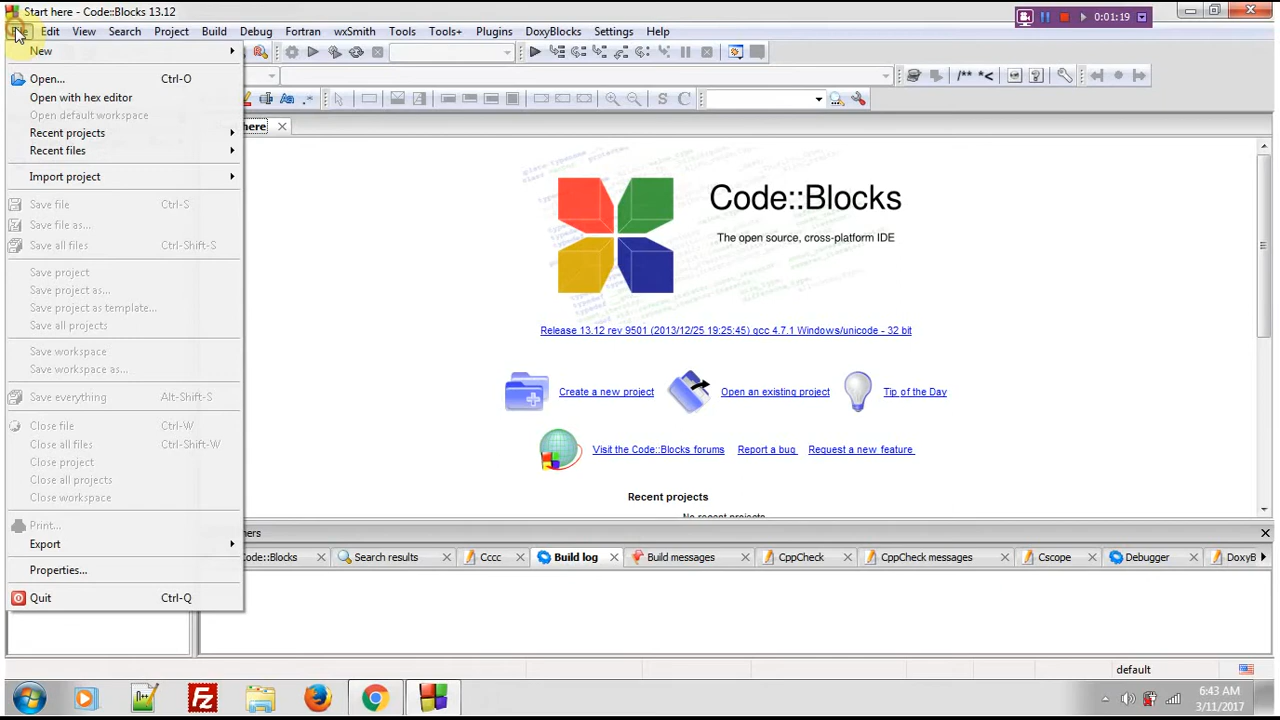 Start here - Code::Blocks 13.12
0:01:19
Edit View Search Project Build Debug Fortran wxSmith Tools Tools+ Plugins DoxyBlocks Settings Help
New
Open... Ctrl-O
Open with hex editor
Open default workspace
Recent projects
Recent files
Import project
Save file Ctrl-S
Save file as...
Save all files Ctrl-Shift-S
Save project
Save project as...
Save project as template...
Save all projects
Save workspace
Save workspace as...
Save everything Alt-Shift-S
Close file Ctrl-W
Close all files Ctrl-Shift-W
Close project
Close all projects
Close workspace
Print...
Export
Properties...
Quit Ctrl-Q
/** *<
S C
here
Code::Blocks
The open source, cross-platform IDE
Release 13.12 rev 9501 (2013/12/25 19:25:45) gcc 4.7.1 Windows/unicode - 32 bit
Create a new project Open an existing project Tip of the Day
Visit the Code::Blocks forums Report a bug Request a new feature
Recent projects
No recent projects
hers
Code::Blocks Search results Cccc Build log Build messages CppCheck CppCheck messages Cscope Debugger DoxyB
default
6:43 AM
3/11/2017